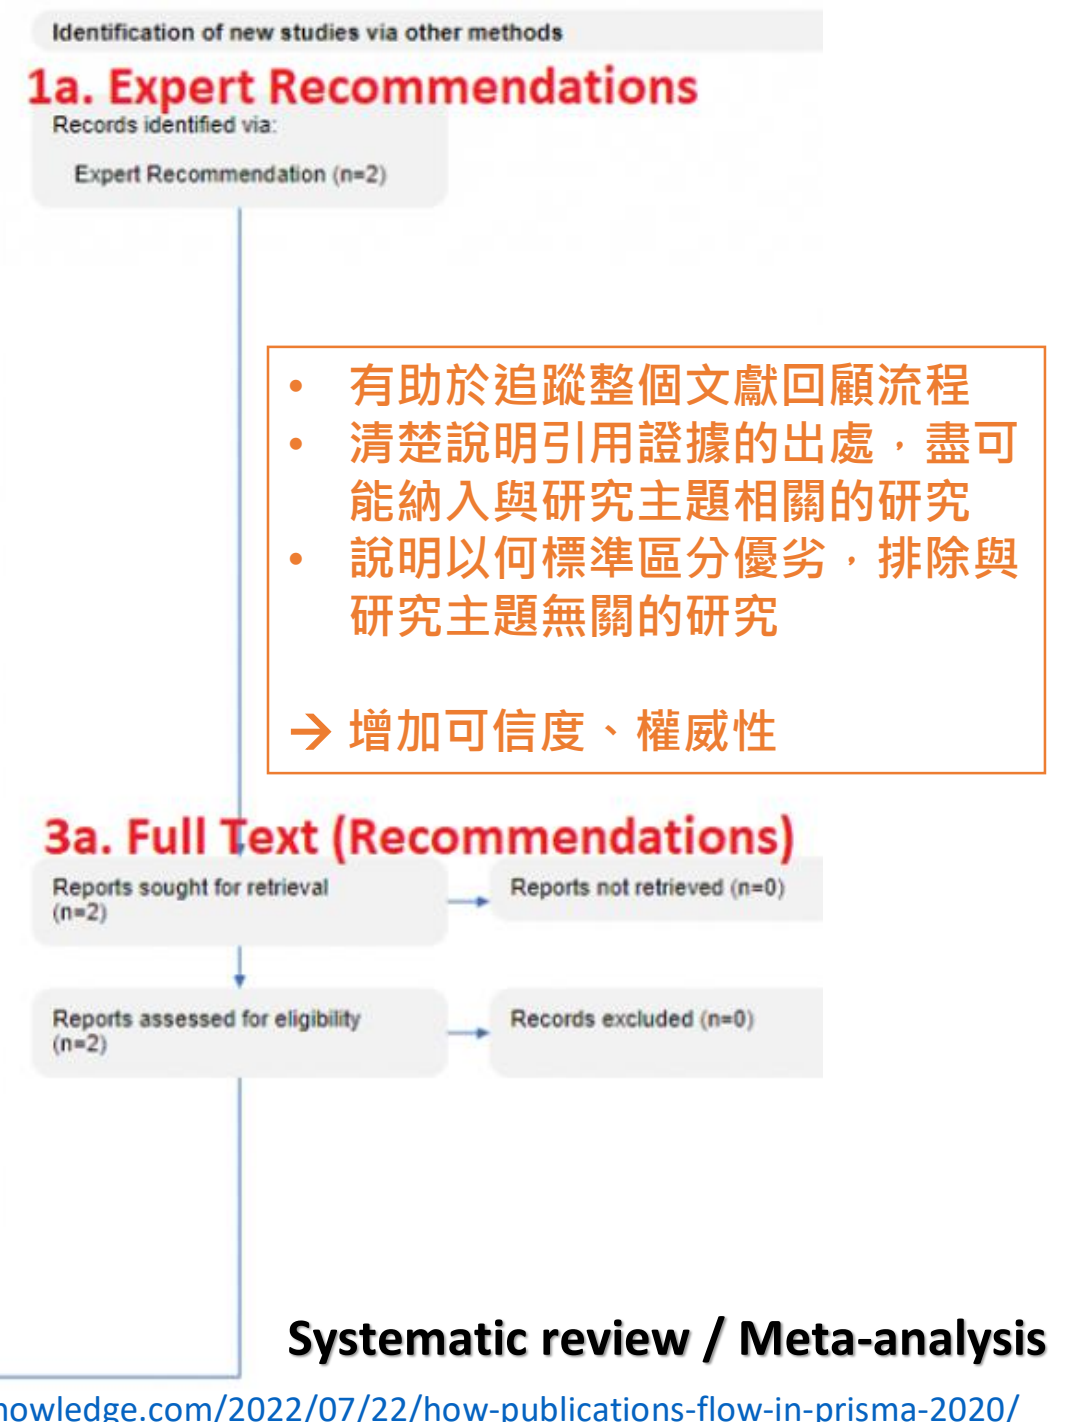 Identification of new studies via other methods
1a. Expert Recommendations
Records identified via:
Expert Recommendation (n=2)
• 有助於追蹤整個文獻回顧流程
• 清楚說明引用證據的出處，盡可
能納入與研究主題相關的研究
• 說明以何標準區分優劣，排除與
研究主題無關的研究
→ 增加可信度、權威性
3a. Full Text (Recommendations)
Reports sought for retrieval
(n=2)
Reports not retrieved (n=0)
Reports assessed for eligibility
(n=2)
Records excluded (n=0)
Systematic review / Meta-analysis
nowledge.com/2022/07/22/how-publications-flow-in-prisma-2020/